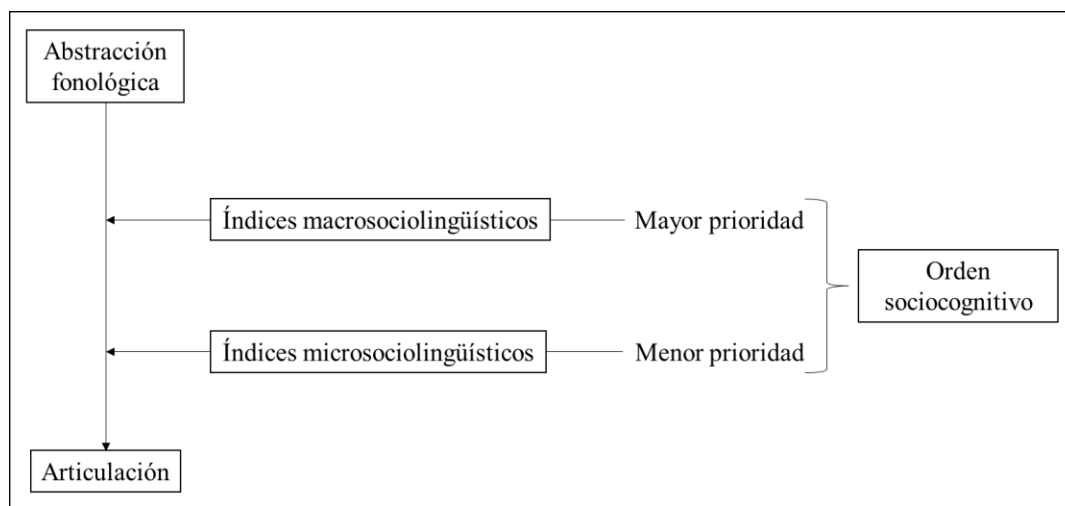 Abstracción
fonológica
Índices macrosociolingüísticos
Mayor prioridad
Orden
sociocognitivo
Índices microsociolingüísticos
Menor prioridad
Articulación